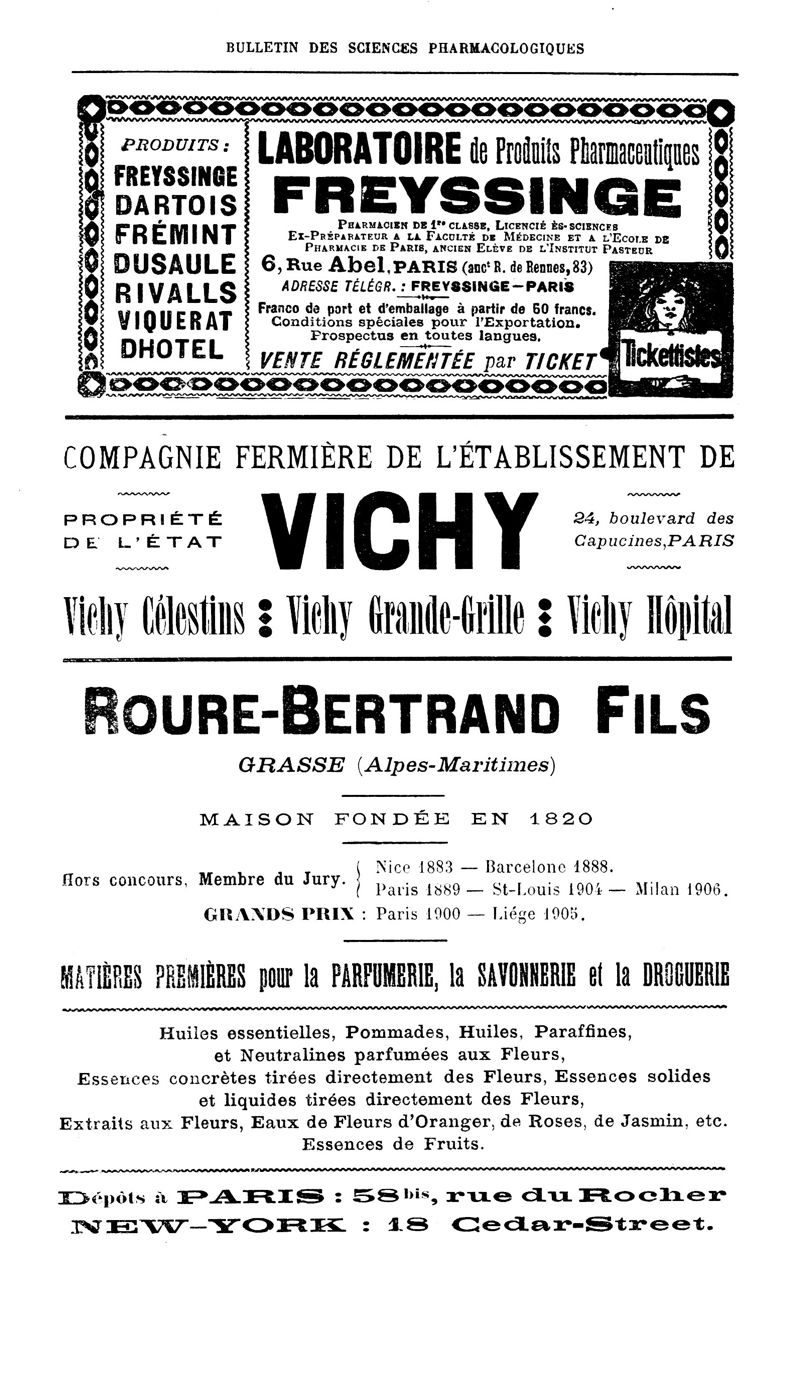 BULLETIN DES SCIENCES PHARMACOLOGIQUES
PRODUITS :
FREYSSINGE
DARTOIS
FRÉMINT
DUSAULE
RIVALLS
VIQUERAT
DHOTEL
LABORATOIRE de Produits Pharmaceutiques
FREYSSINGE
PHARMACIEN DE 1re CLASSE, LICENCIÉ ÈS-SCIENCES
EX-PRÉPARATEUR A LA FACULTÉ DE MÉDECINE ET A L'ECOLE DE
PHARMACIE DE PARIS, ANCIEN ELÈVE DE L'INSTITUT PASTEUR
6, Rue Abel, PARIS (ancᵗ R. de Rennes, 83)
ADRESSE TÉLÉGR. : FREYSSINGE—PARIS
Franco de port et d'emballage à partir de 50 francs.
Conditions spéciales pour l'Exportation.
Prospectus en toutes langues.
VENTE RÉGLEMENTÉE par TICKET
Tickettistes
COMPAGNIE FERMIÈRE DE L'ÉTABLISSEMENT DE
PROPRIÉTÉ
DE L'ÉTAT
VICHY
24, boulevard des
Capucines, PARIS
Vichy Célestins Vichy Grande-Grille Vichy Hôpital
ROURE-BERTRAND FILS
GRASSE (Alpes-Maritimes)
MAISON FONDÉE EN 1820
Hors concours, Membre du Jury.
Nice 1883 — Barcelone 1888.
Paris 1889 — St-Louis 1904 — Milan 1906.
GRANDS PRIX : Paris 1900 — Liége 1905.
MATIÈRES PREMIÈRES pour la PARFUMERIE, la SAVONNERIE et la DROGUERIE
Huiles essentielles, Pommades, Huiles, Paraffines,
et Neutralines parfumées aux Fleurs,
Essences concrètes tirées directement des Fleurs, Essences solides
et liquides tirées directement des Fleurs,
Extraits aux Fleurs, Eaux de Fleurs d'Oranger, de Roses, de Jasmin, etc.
Essences de Fruits.
Dépôts à PARIS : 58bis, rue du Rocher
NEW-YORK : 18 Cedar-Street.